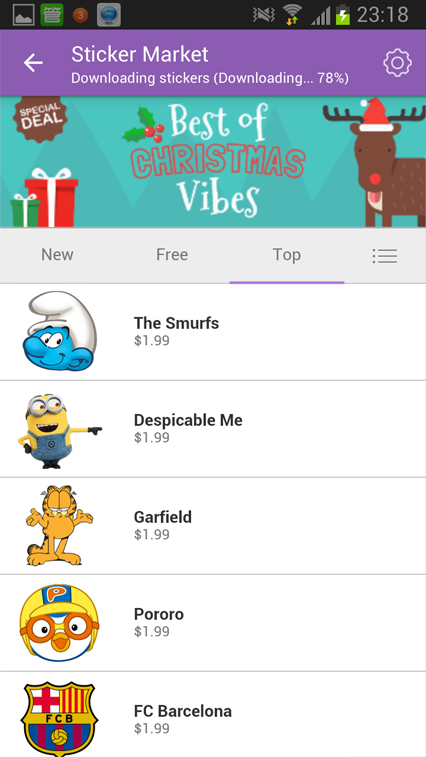 3
23:18
Sticker Market
Downloading stickers (Downloading... 78%)
SPECIAL
DEAL
Best of
CHRISTMAS
Vibes
New
Free
Top
The Smurfs
$1.99
Despicable Me
$1.99
Garfield
$1.99
P
Pororo
$1.99
FCB
FC Barcelona
$1.99